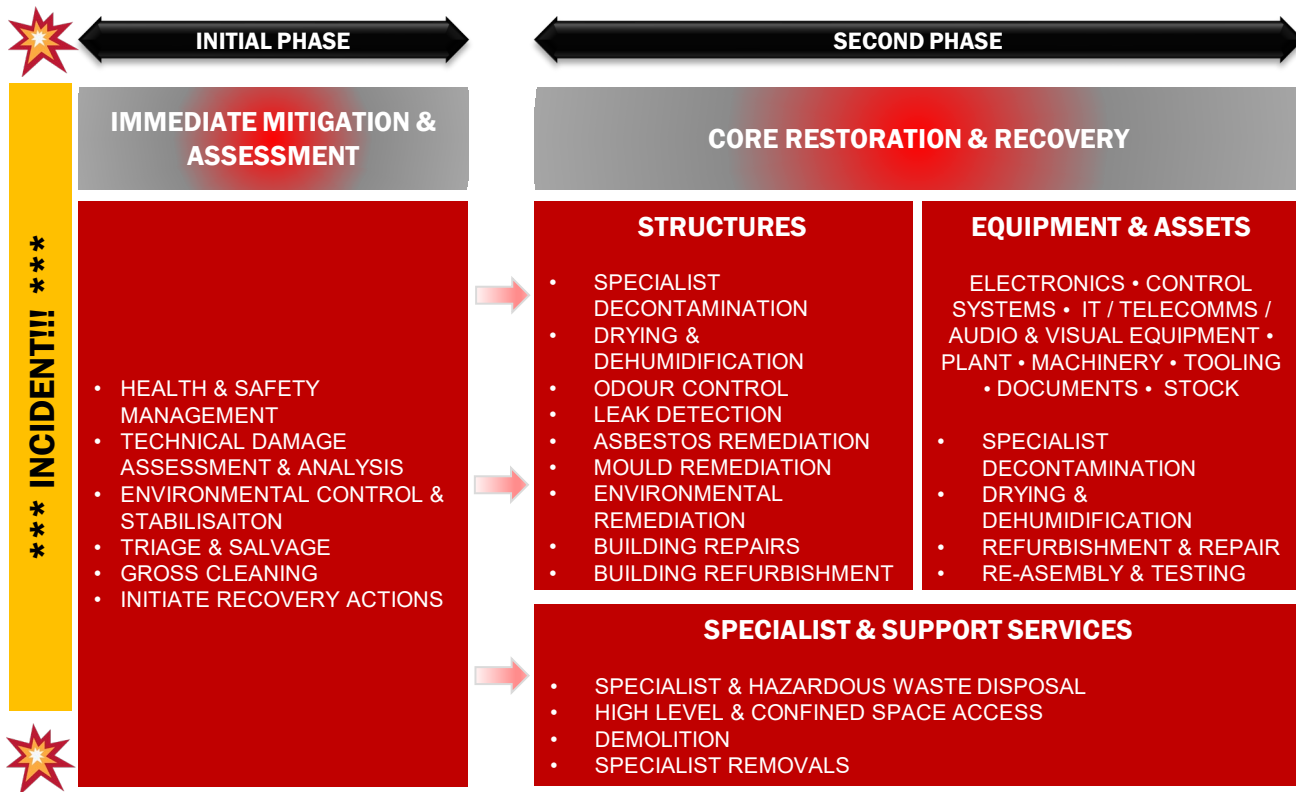 INITIAL PHASE
SECOND PHASE
*** INCIDENT!!! ***
IMMEDIATE MITIGATION &
ASSESSMENT
• HEALTH & SAFETY
MANAGEMENT
• TECHNICAL DAMAGE
ASSESSMENT & ANALYSIS
• ENVIRONMENTAL CONTROL &
STABILISAITON
• TRIAGE & SALVAGE
• GROSS CLEANING
• INITIATE RECOVERY ACTIONS
CORE RESTORATION & RECOVERY
STRUCTURES
• SPECIALIST
DECONTAMINATION
• DRYING &
DEHUMIDIFICATION
• ODOUR CONTROL
• LEAK DETECTION
• ASBESTOS REMEDIATION
• MOULD REMEDIATION
• ENVIRONMENTAL
REMEDIATION
• BUILDING REPAIRS
• BUILDING REFURBISHMENT
EQUIPMENT & ASSETS
ELECTRONICS • CONTROL
SYSTEMS • IT / TELECOMMS /
AUDIO & VISUAL EQUIPMENT •
PLANT • MACHINERY • TOOLING
• DOCUMENTS • STOCK
• SPECIALIST
DECONTAMINATION
• DRYING &
DEHUMIDIFICATION
• REFURBISHMENT & REPAIR
• RE-ASEMBLY & TESTING
SPECIALIST & SUPPORT SERVICES
• SPECIALIST & HAZARDOUS WASTE DISPOSAL
• HIGH LEVEL & CONFINED SPACE ACCESS
• DEMOLITION
• SPECIALIST REMOVALS